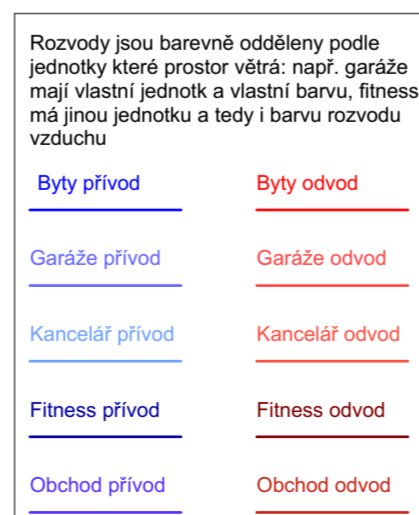 Rozvody jsou barevně odděleny podle
jednotky které prostor větrá: např. garáže
mají vlastní jednotk a vlastní barvu, fitness
má jinou jednotku a tedy i barvu rozvodu
vzduchu
Byty přívod Byty odvod
Garáže přívod Garáže odvod
Kancelář přívod Kancelář odvod
Fitness přívod Fitness odvod
Obchod přívod Obchod odvod